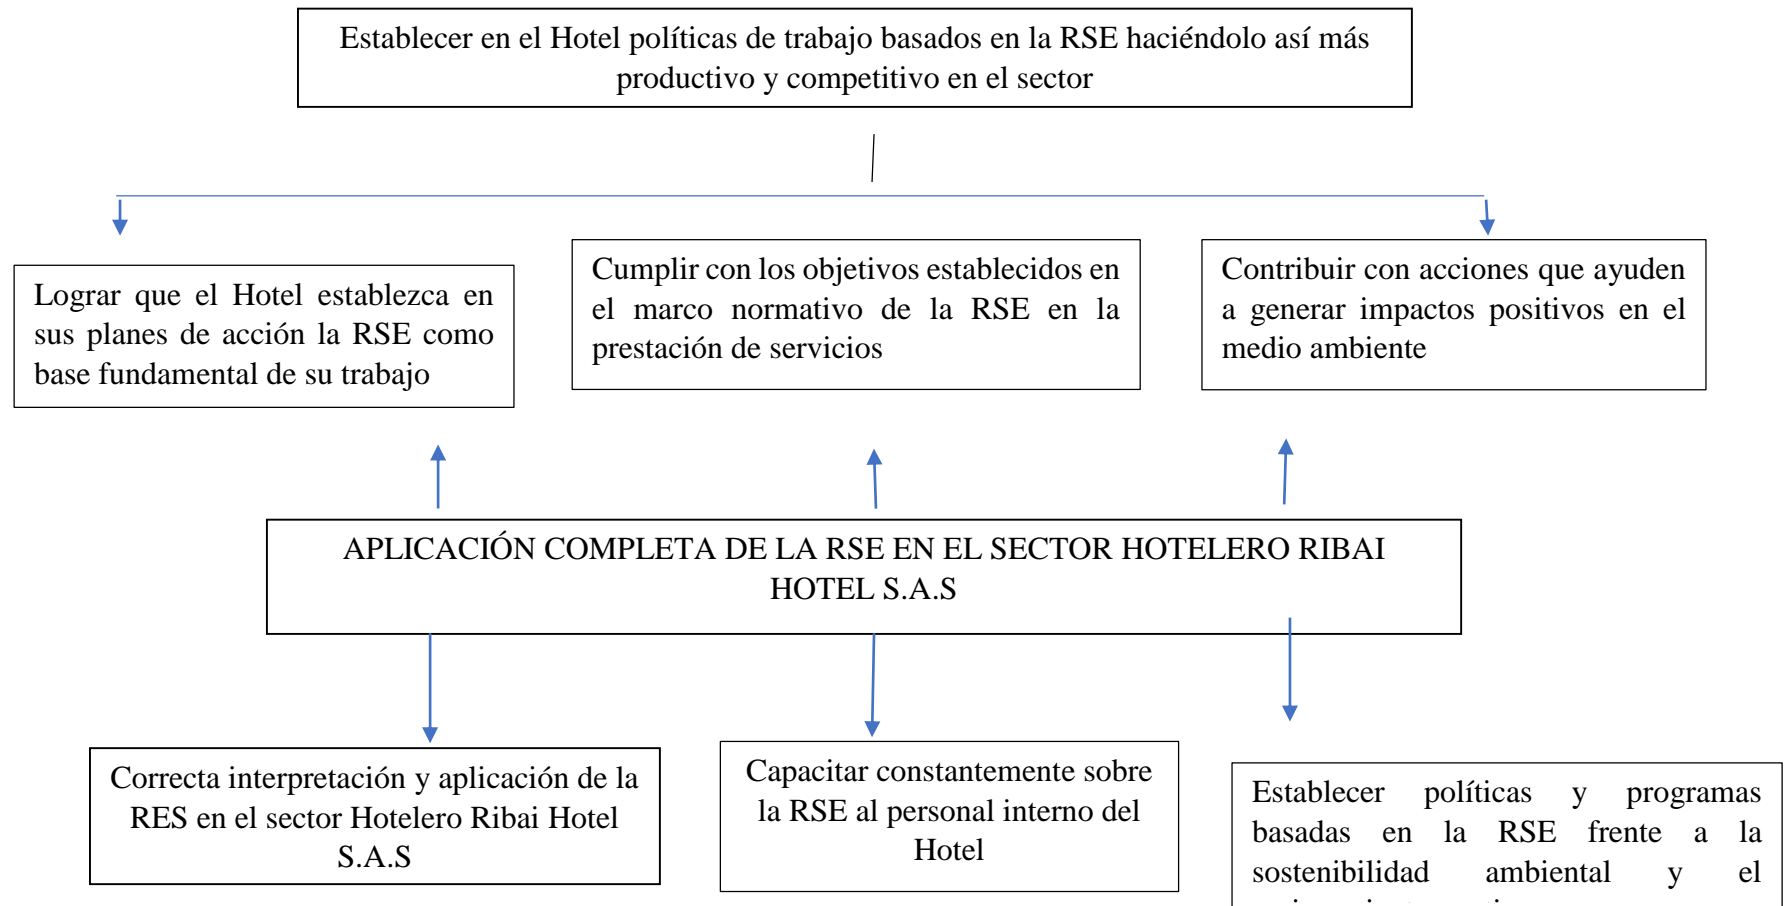 Establecer en el Hotel políticas de trabajo basados en la RSE haciéndolo así más
productivo y competitivo en el sector
Lograr que el Hotel establezca en
sus planes de acción la RSE como
base fundamental de su trabajo
Cumplir con los objetivos establecidos en
el marco normativo de la RSE en la
prestación de servicios
Contribuir con acciones que ayuden
a generar impactos positivos en el
medio ambiente
APLICACIÓN COMPLETA DE LA RSE EN EL SECTOR HOTELERO RIBAI
HOTEL S.A.S
Correcta interpretación y aplicación de la
RES en el sector Hotelero Ribai Hotel
S.A.S
Capacitar constantemente sobre
la RSE al personal interno del
Hotel
Establecer políticas y programas
basadas en la RSE frente a la
sostenibilidad ambiental y el